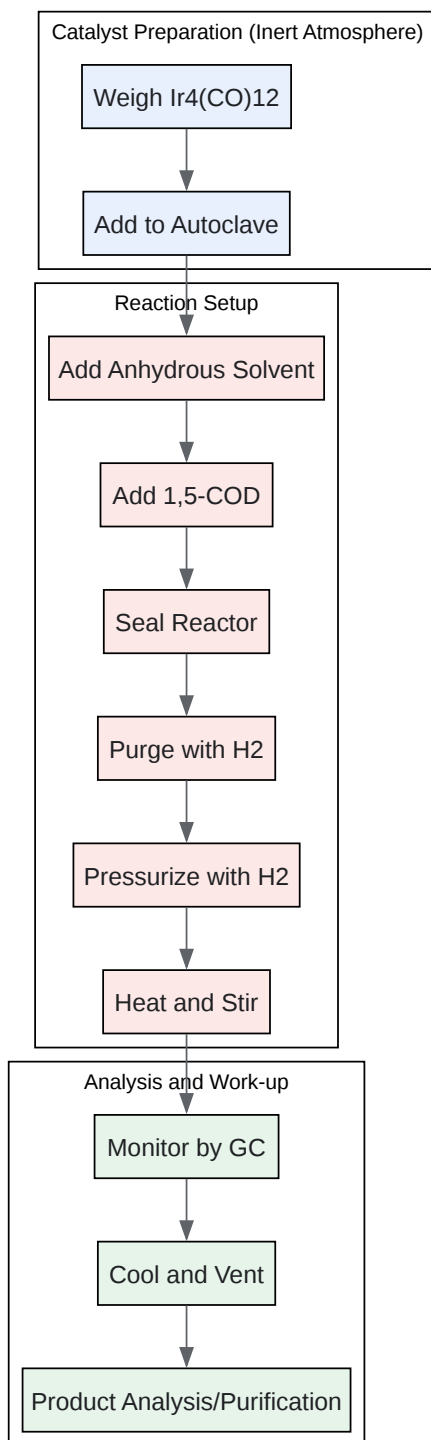 Catalyst Preparation (Inert Atmosphere)
Weigh Ir4(CO)12
Add to Autoclave
Reaction Setup
Add Anhydrous Solvent
Add 1,5-COD
Seal Reactor
Purge with H2
Pressurize with H2
Heat and Stir
Analysis and Work-up
Monitor by GC
Cool and Vent
Product Analysis/Purification